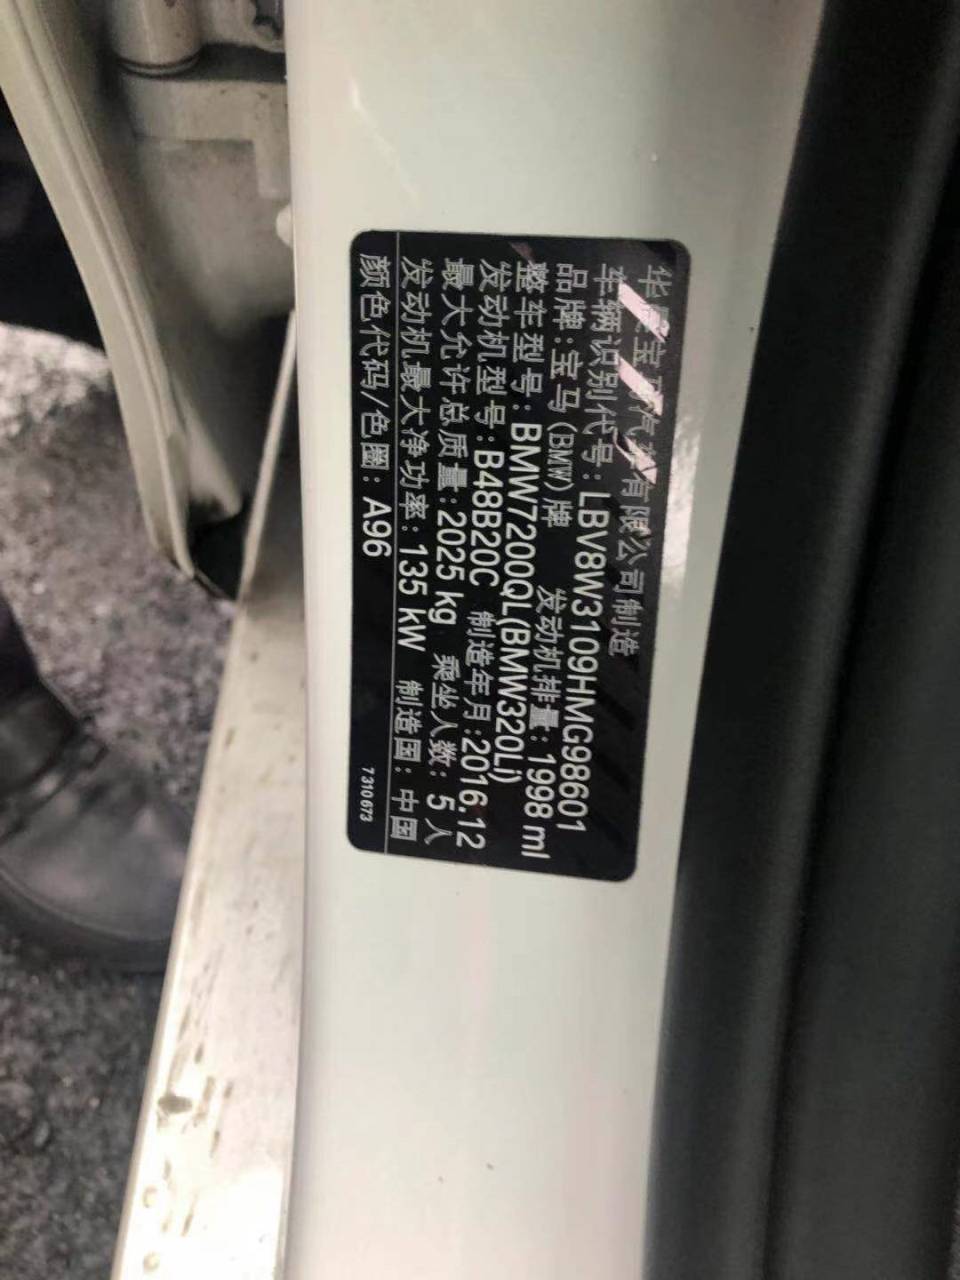 华晨宝马汽车有限公司制造
车辆识别代号:LBV8W3109HMG98601
品牌:宝马(BMW)牌 发动机排量:1998 ml
整车型号:BMW7200QL(BMW320Li)
发动机型号:B48B20C 制造年月:2016.12
最大允许总质量:2025 kg 乘坐人数:5人
发动机最大净功率:135 kW 制造国:中国
颜色代码/色圈:A96 7310673